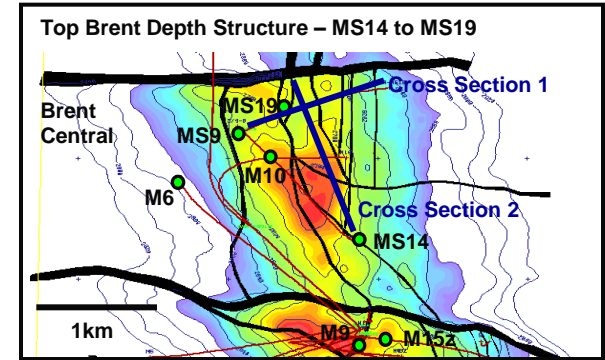 Top Brent Depth Structure – MS14 to MS19
Cross Section 1
MS19
Brent
Central
MS9
M10
M6
Cross Section 2
MS14
1km
M9
M15z